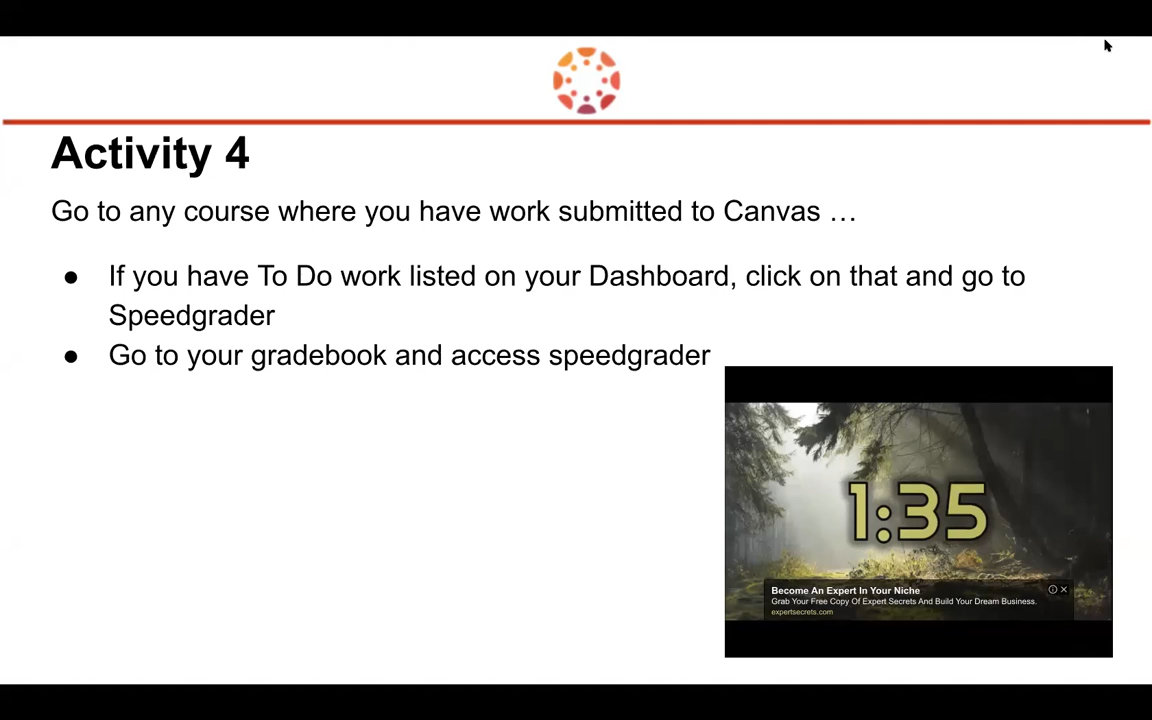 Activity 4
Go to any course where you have work submitted to Canvas …
● If you have To Do work listed on your Dashboard, click on that and go to
Speedgrader
● Go to your gradebook and access speedgrader
1:35
Become An Expert In Your Niche
Grab Your Free Copy Of Expert Secrets And Build Your Dream Business.
expertsecrets.com